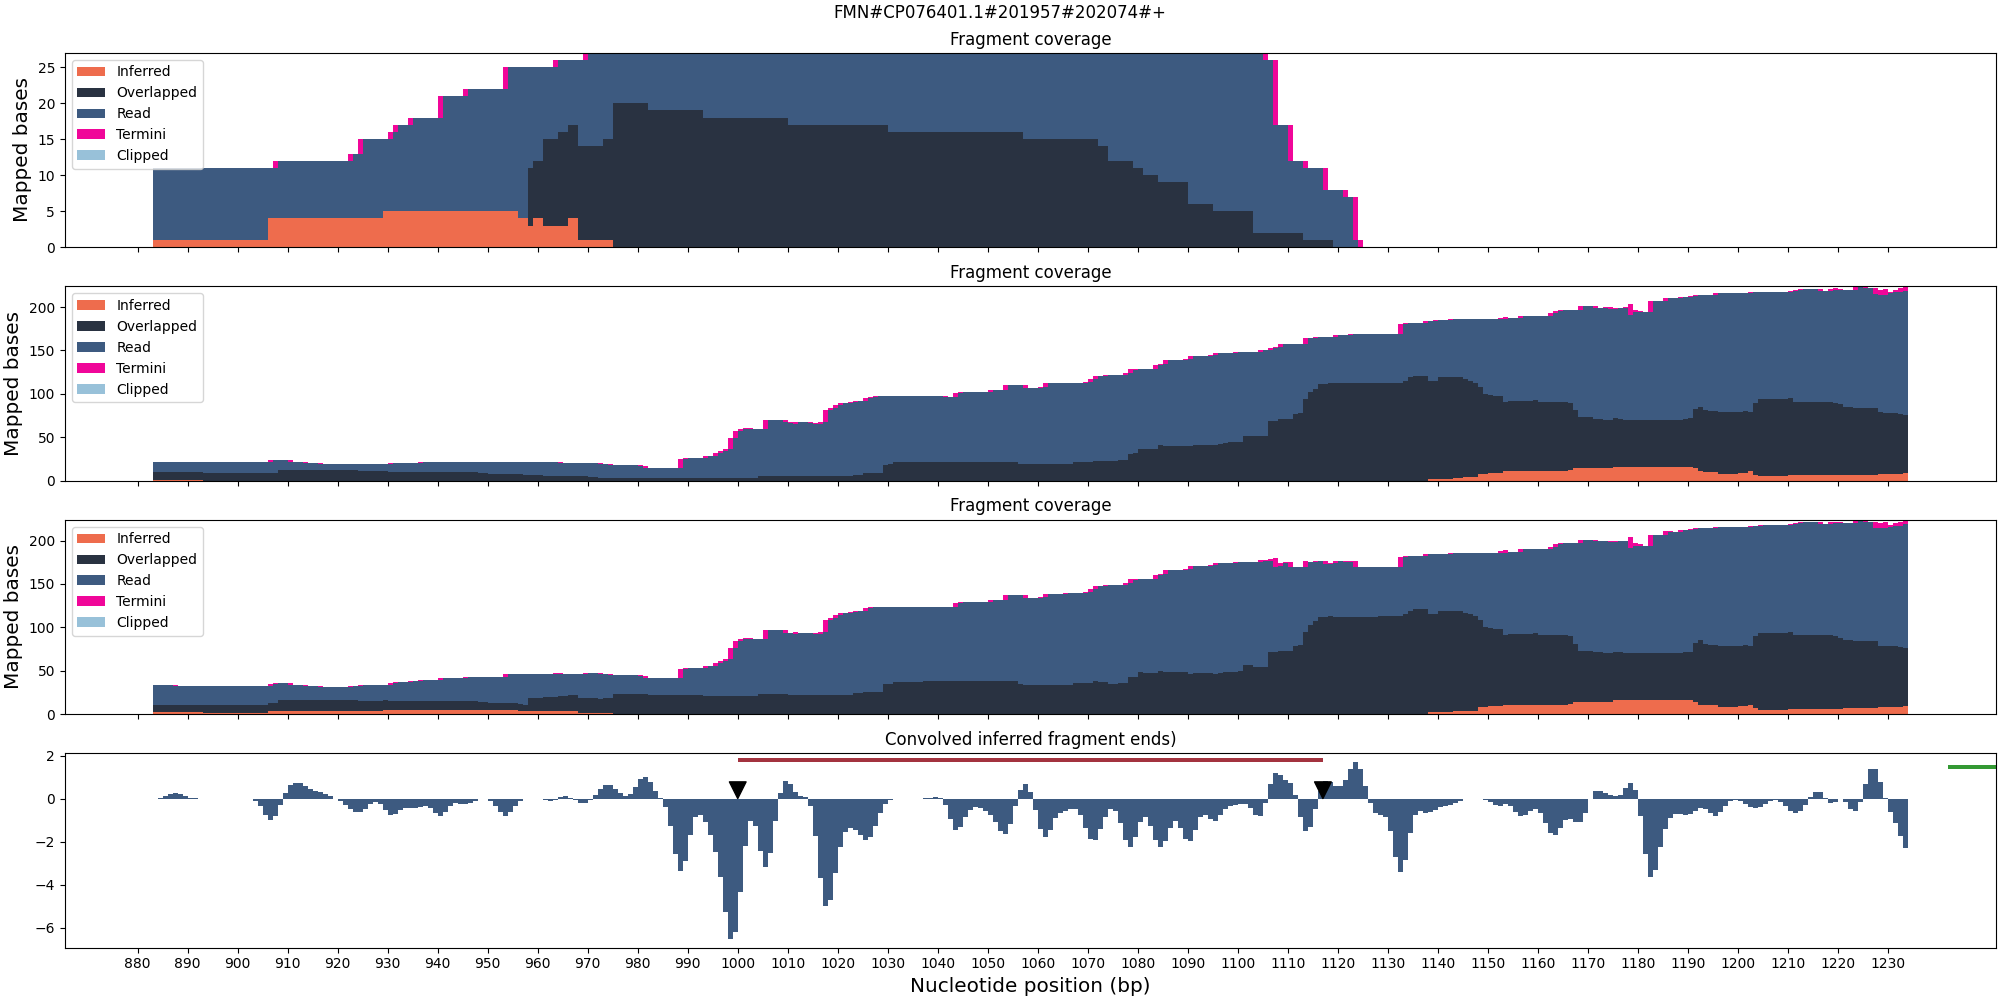 FMN#CP076401.1#201957#202074#+
Fragment coverage
Mapped bases
25
20
15
10
5
0
Inferred
Overlapped
Read
Termini
Clipped
Fragment coverage
Mapped bases
200
150
100
50
0
Inferred
Overlapped
Read
Termini
Clipped
Fragment coverage
Mapped bases
200
150
100
50
0
Inferred
Overlapped
Read
Termini
Clipped
Convolved inferred fragment ends)
2
0
−2
−4
−6
880 890 900 910 920 930 940 950 960 970 980 990 1000 1010 1020 1030 1040 1050 1060 1070 1080 1090 1100 1110 1120 1130 1140 1150 1160 1170 1180 1190 1200 1210 1220 1230
Nucleotide position (bp)